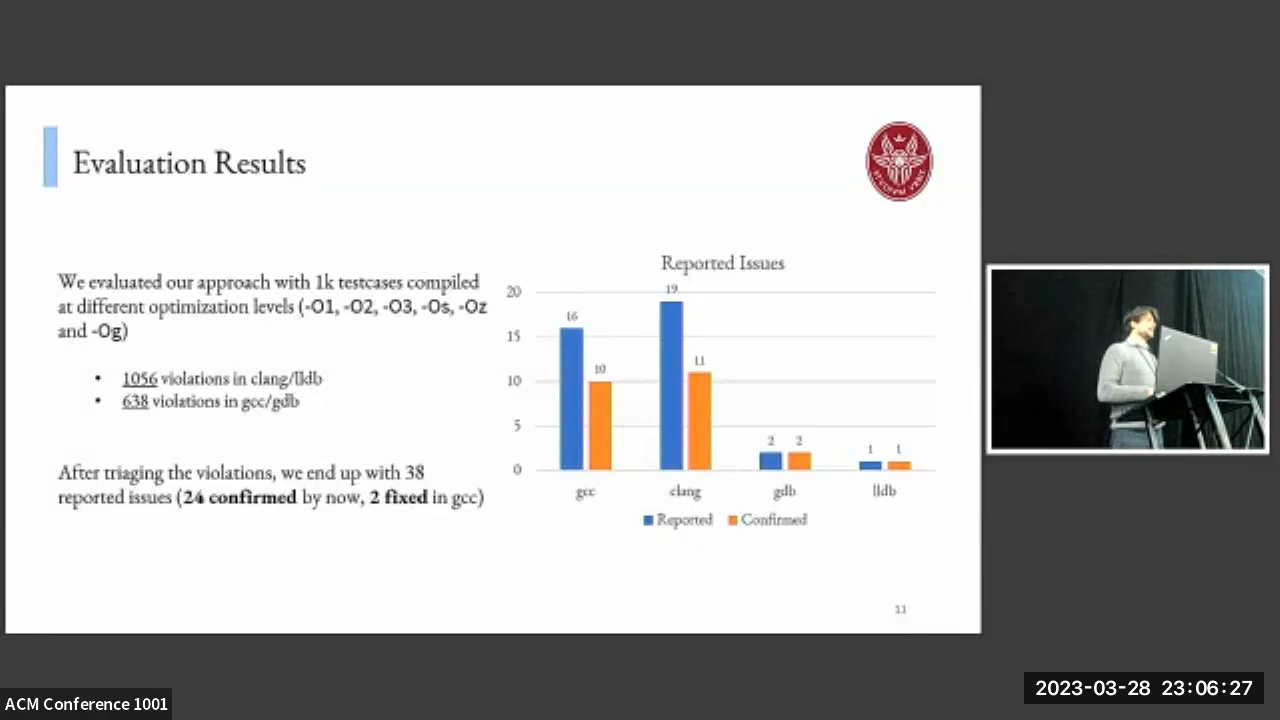 Evaluation Results
We evaluated our approach with 1k testcases compiled
at different optimization levels (-O1, -O2, -O3, -Os, -Oz
and -Og)
• 1056 violations in clang/lldb
• 638 violations in gcc/gdb
After triaging the violations, we end up with 38
reported issues (24 confirmed by now, 2 fixed in gcc)
Reported Issues
20
15
10
5
0
16
10
19
11
2
2
1
1
gcc
clang
gdb
lldb
Reported
Confirmed
11
ACM Conference 1001
2023-03-28 23:06:27